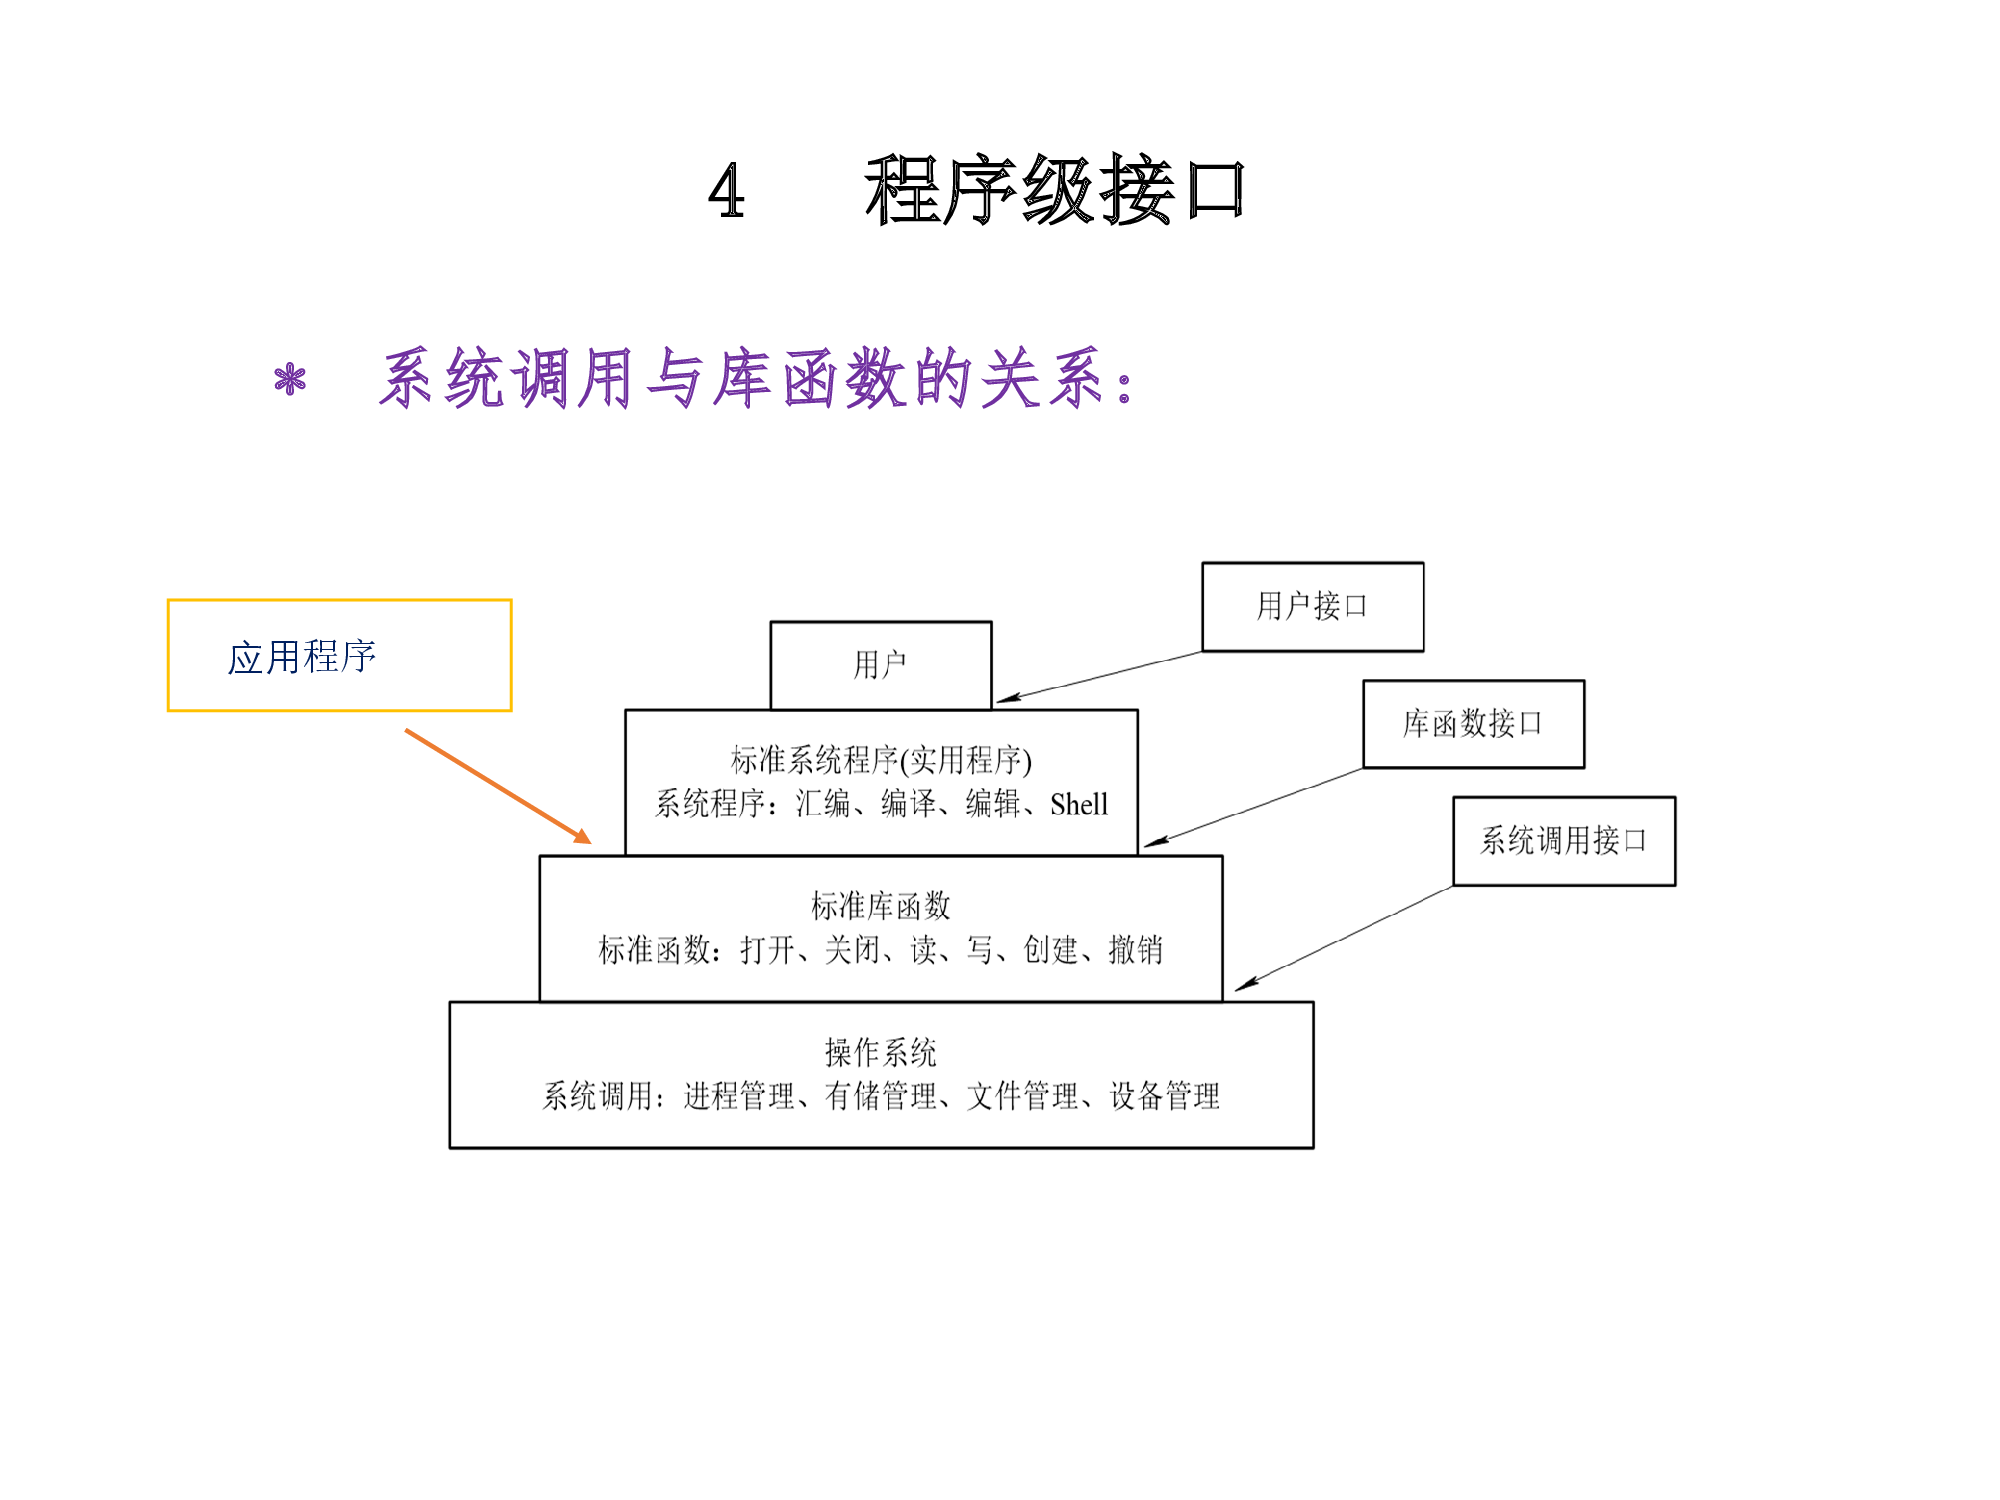 4 程序级接口
* 系统调用与库函数的关系：
用户接口
应用程序
用户
库函数接口
标准系统程序(实用程序)
系统程序：汇编、编译、编辑、Shell
系统调用接口
标准库函数
标准函数：打开、关闭、读、写、创建、撤销
操作系统
系统调用：进程管理、有储管理、文件管理、设备管理